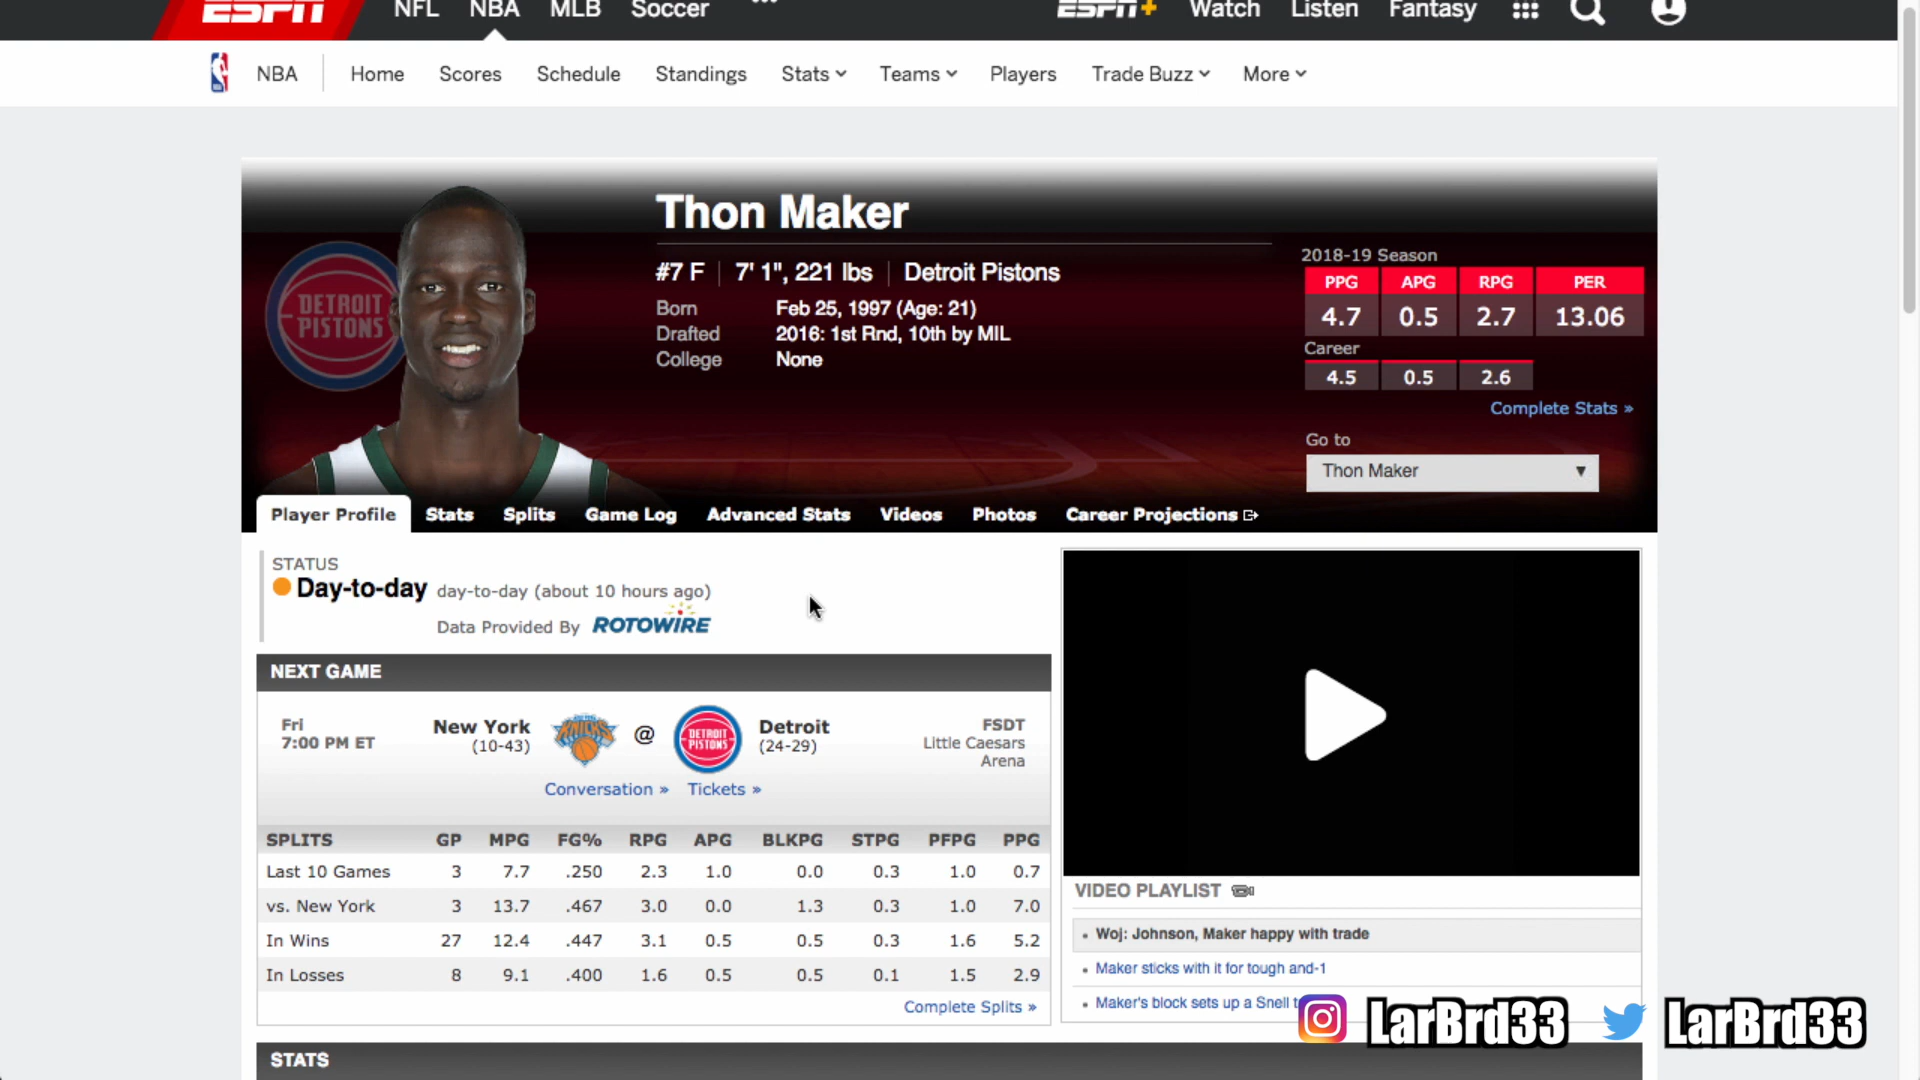 ESPN NFL NBA MLB Soccer ... ESPN+ Watch Listen Fantasy
NBA Home Scores Schedule Standings Stats Teams Players Trade Buzz More
Thon Maker
#7 F 7' 1", 221 lbs Detroit Pistons
Born Feb 25, 1997 (Age: 21)
Drafted 2016: 1st Rnd, 10th by MIL
College None
DETROIT
PISTONS
2018-19 Season
PPG APG RPG PER
4.7 0.5 2.7 13.06
Career
4.5 0.5 2.6
Complete Stats »
Go to
Thon Maker
Player Profile Stats Splits Game Log Advanced Stats Videos Photos Career Projections
STATUS
Day-to-day day-to-day (about 10 hours ago)
Data Provided By ROTOWIRE
NEXT GAME
Fri
7:00 PM ET
New York
(10-43)
KNICKS
@
DETROIT
PISTONS
Detroit
(24-29)
FSDT
Little Caesars
Arena
Conversation » Tickets »
SPLITS GP MPG FG% RPG APG BLKPG STPG PFPG PPG
Last 10 Games 3 7.7 .250 2.3 1.0 0.0 0.3 1.0 0.7
vs. New York 3 13.7 .467 3.0 0.0 1.3 0.3 1.0 7.0
In Wins 27 12.4 .447 3.1 0.5 0.5 0.3 1.6 5.2
In Losses 8 9.1 .400 1.6 0.5 0.5 0.1 1.5 2.9
Complete Splits »
STATS
VIDEO PLAYLIST
Woj: Johnson, Maker happy with trade
Maker sticks with it for tough and-1
Maker's block sets up a Snell
LarBrd33 LarBrd33